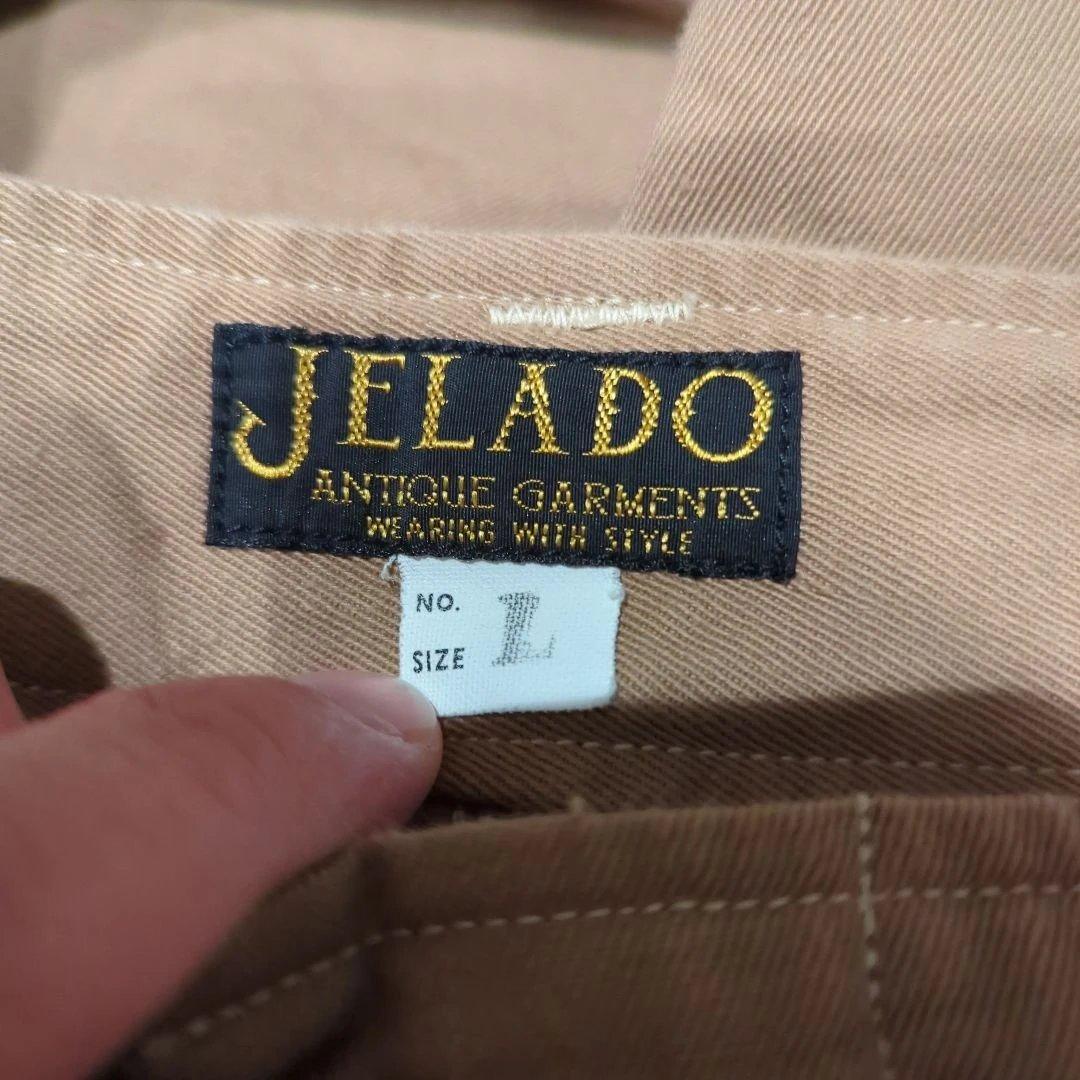 JELADO
ANTIQUE GARMENTS
WEARING WITH STYLE
NO.
SIZE L